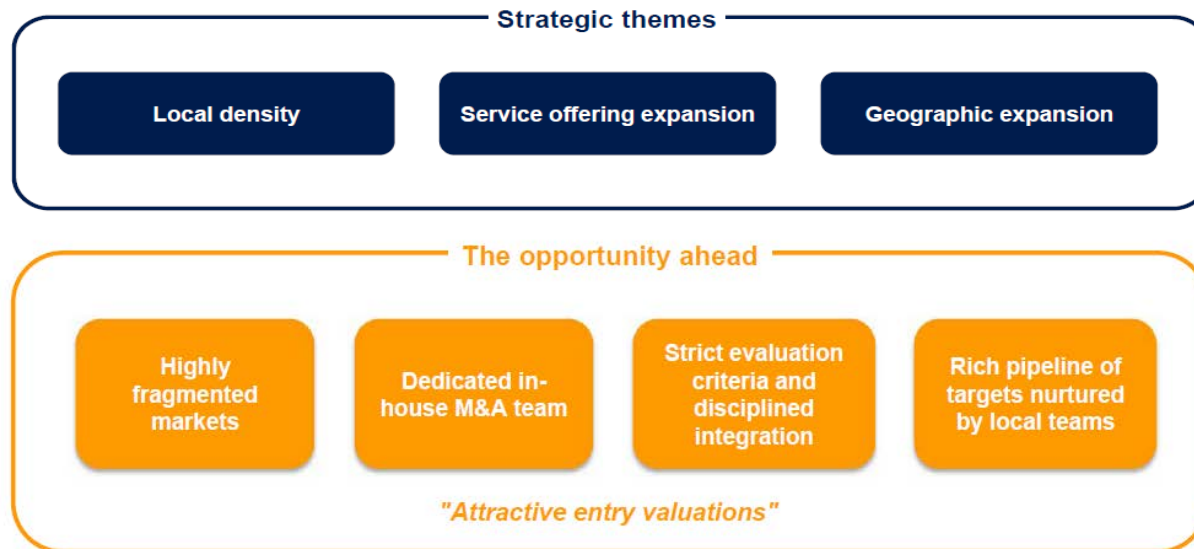 Strategic themes
Local density
Service offering expansion
Geographic expansion
The opportunity ahead
Highly
fragmented
markets
Dedicated in-
house M&A team
Strict evaluation
criteria and
disciplined
integration
Rich pipeline of
targets nurtured
by local teams
"Attractive entry valuations"